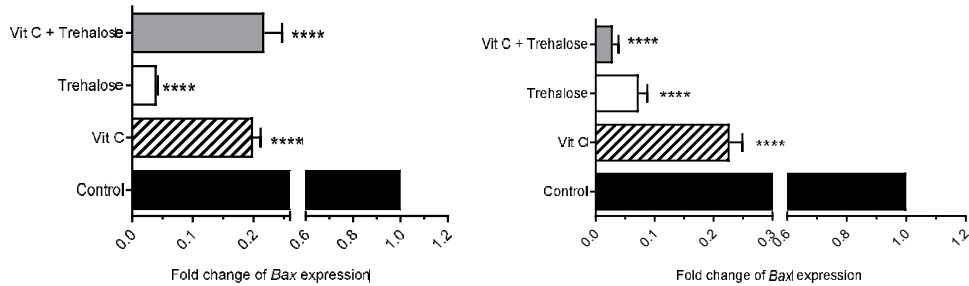 Vit C + Trehalose
****
Trehalose
****
Vit C
****
Control
0.0 0.1 0.2 0.6 0.8 1.0 1.2
Fold change of Bax expression
Vit C + Trehalose
****
Trehalose
****
Vit C
****
Control
0.0 0.1 0.2 0.3 0.6 0.8 1.0 1.2
Fold change of Bax expression